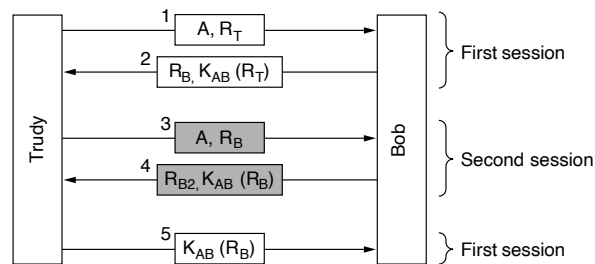 1
A, R_T
2
R_B, K_AB (R_T)
First session
Trudy
Bob
3
A, R_B
4
R_B2, K_AB (R_B)
Second session
5
K_AB (R_B)
First session